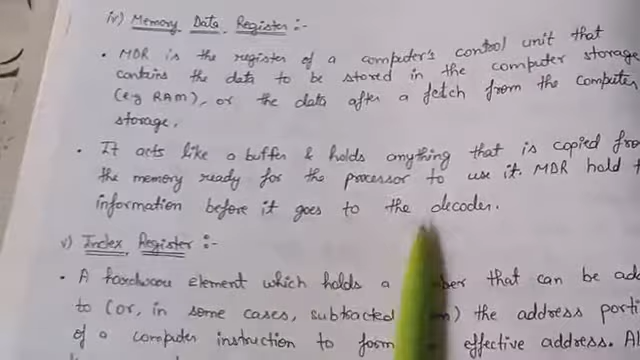 iv) Memory Data Register :-
• MDR is the register of a computer's control unit that
contains the data to be stored in the computer storage
(eg RAM), or the data after a fetch from the computer
storage.
• It acts like a buffer & holds anything that is copied from
the memory ready for the processor to use it. MDR hold
information before it goes to the decoder.
v) Index Register :-
• A hardware element which holds a that can be
to (or, in some cases, subtracted the address
of a computer instruction to form effective address.